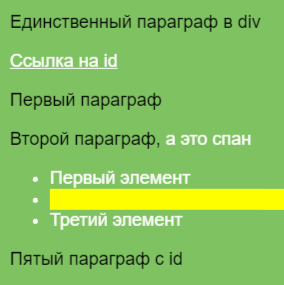 Единственный параграф в div
Ссылка на id
Первый параграф
Второй параграф, а это спан
Первый элемент
Третий элемент
Пятый параграф с id